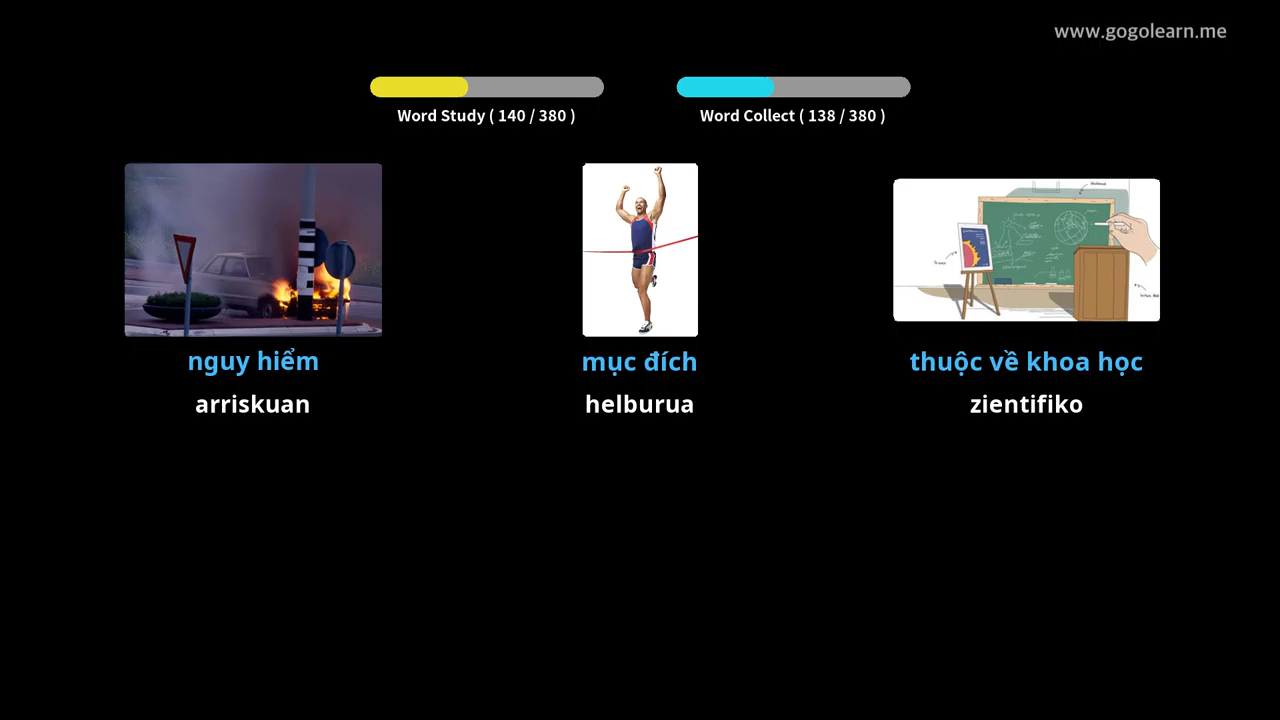 www.gogolearn.me
Word Study ( 140 / 380 )
Word Collect ( 138 / 380 )
nguy hiểm
mục đích
thuộc về khoa học
arriskuan
helburua
zientifiko